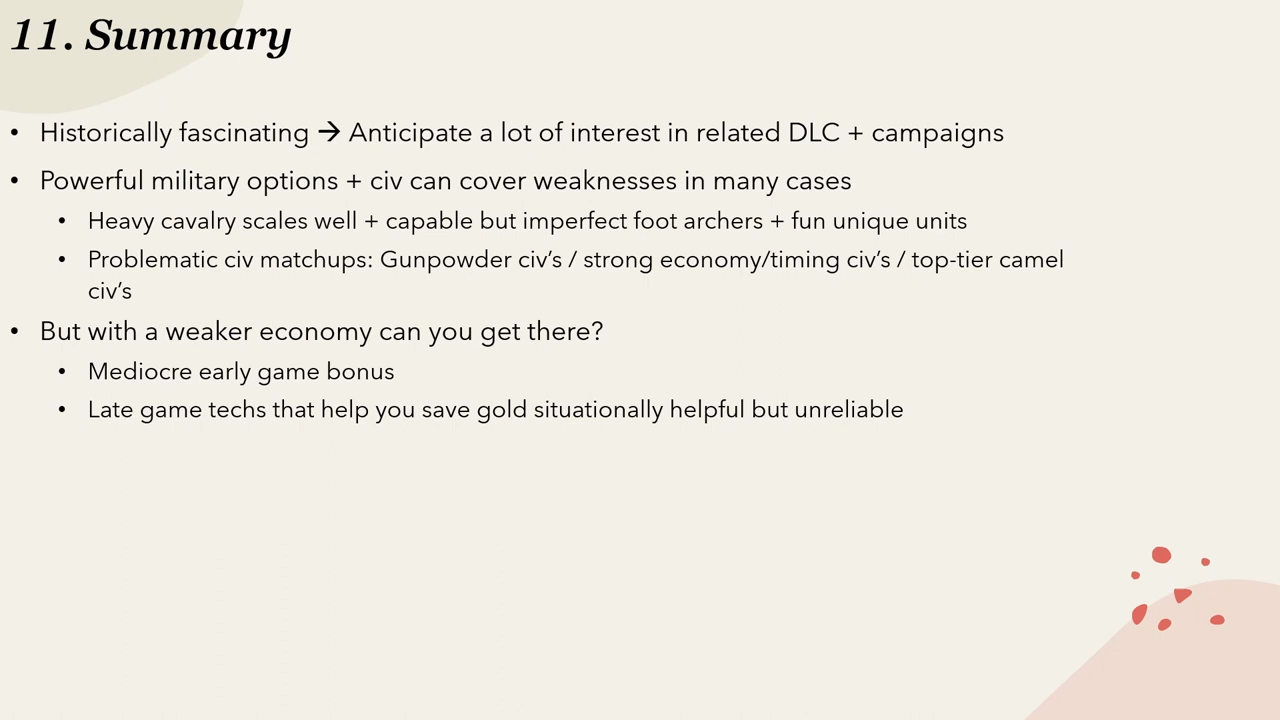 11. Summary
• Historically fascinating → Anticipate a lot of interest in related DLC + campaigns
• Powerful military options + civ can cover weaknesses in many cases
• Heavy cavalry scales well + capable but imperfect foot archers + fun unique units
• Problematic civ matchups: Gunpowder civ’s / strong economy/timing civ’s / top-tier camel
civ’s
• But with a weaker economy can you get there?
• Mediocre early game bonus
• Late game techs that help you save gold situationally helpful but unreliable